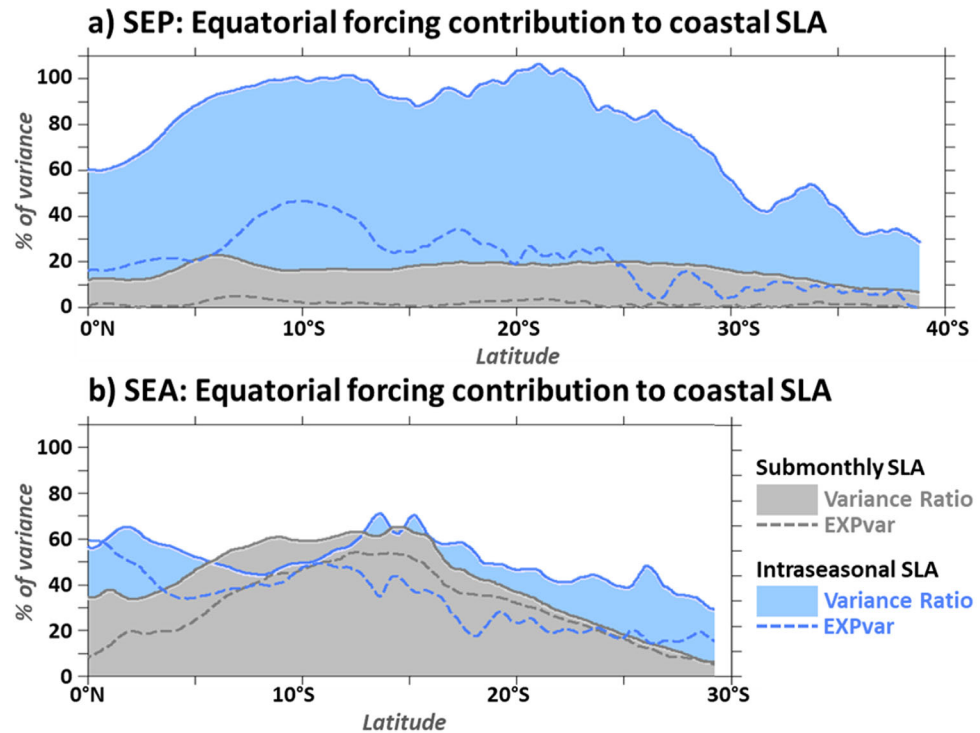 a) SEP: Equatorial forcing contribution to coastal SLA
% of variance
100
80
60
40
20
0
0°N 10°S 20°S 30°S 40°S
Latitude
b) SEA: Equatorial forcing contribution to coastal SLA
% of variance
100
80
60
40
20
0
0°N 10°S 20°S 30°S
Latitude
Submonthly SLA
Variance Ratio
EXPvar
Intraseasonal SLA
Variance Ratio
EXPvar